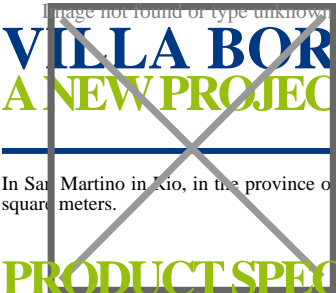 Image not found or type unknown
VILLA BOR
A NEW PROJEC
In San Martino in Rio, in the province o
square meters.
PRODUCT SPEC